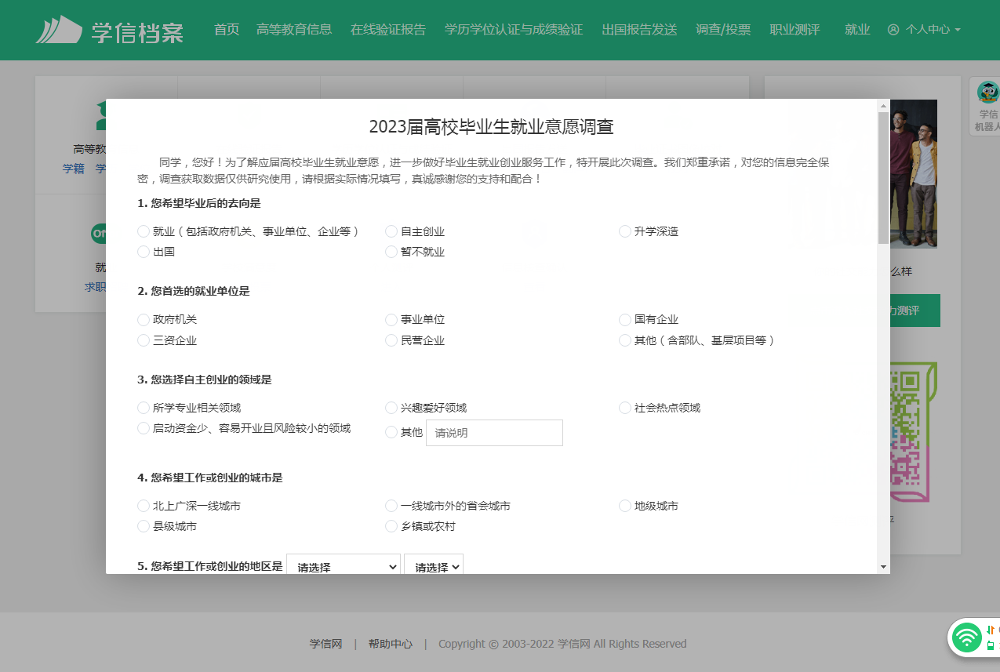 学信档案 首页 高等教育信息 在线验证报告 学历学位认证与成绩验证 出国报告发送 调查/投票 职业测评 就业 个人中心
学信
机器人
高等教
学籍 学
就
求职
么样
力测评
2023届高校毕业生就业意愿调查
同学，您好！为了解应届高校毕业生就业意愿，进一步做好毕业生就业创业服务工作，特开展此次调查。我们郑重承诺，对您的信息完全保
密，调查获取数据仅供研究使用，请根据实际情况填写，真诚感谢您的支持和配合！
1. 您希望毕业后的去向是
就业（包括政府机关、事业单位、企业等） 自主创业 升学深造
出国 暂不就业
2. 您首选的就业单位是
政府机关 事业单位 国有企业
三资企业 民营企业 其他（含部队、基层项目等）
3. 您选择自主创业的领域是
所学专业相关领域 兴趣爱好领域 社会热点领域
启动资金少、容易开业且风险较小的领域 其他 请说明
4. 您希望工作或创业的城市是
北上广深一线城市 一线城市外的省会城市 地级城市
县级城市 乡镇或农村
5. 您希望工作或创业的地区是 请选择 请选择
学信网 | 帮助中心 | Copyright © 2003-2022 学信网 All Rights Reserved